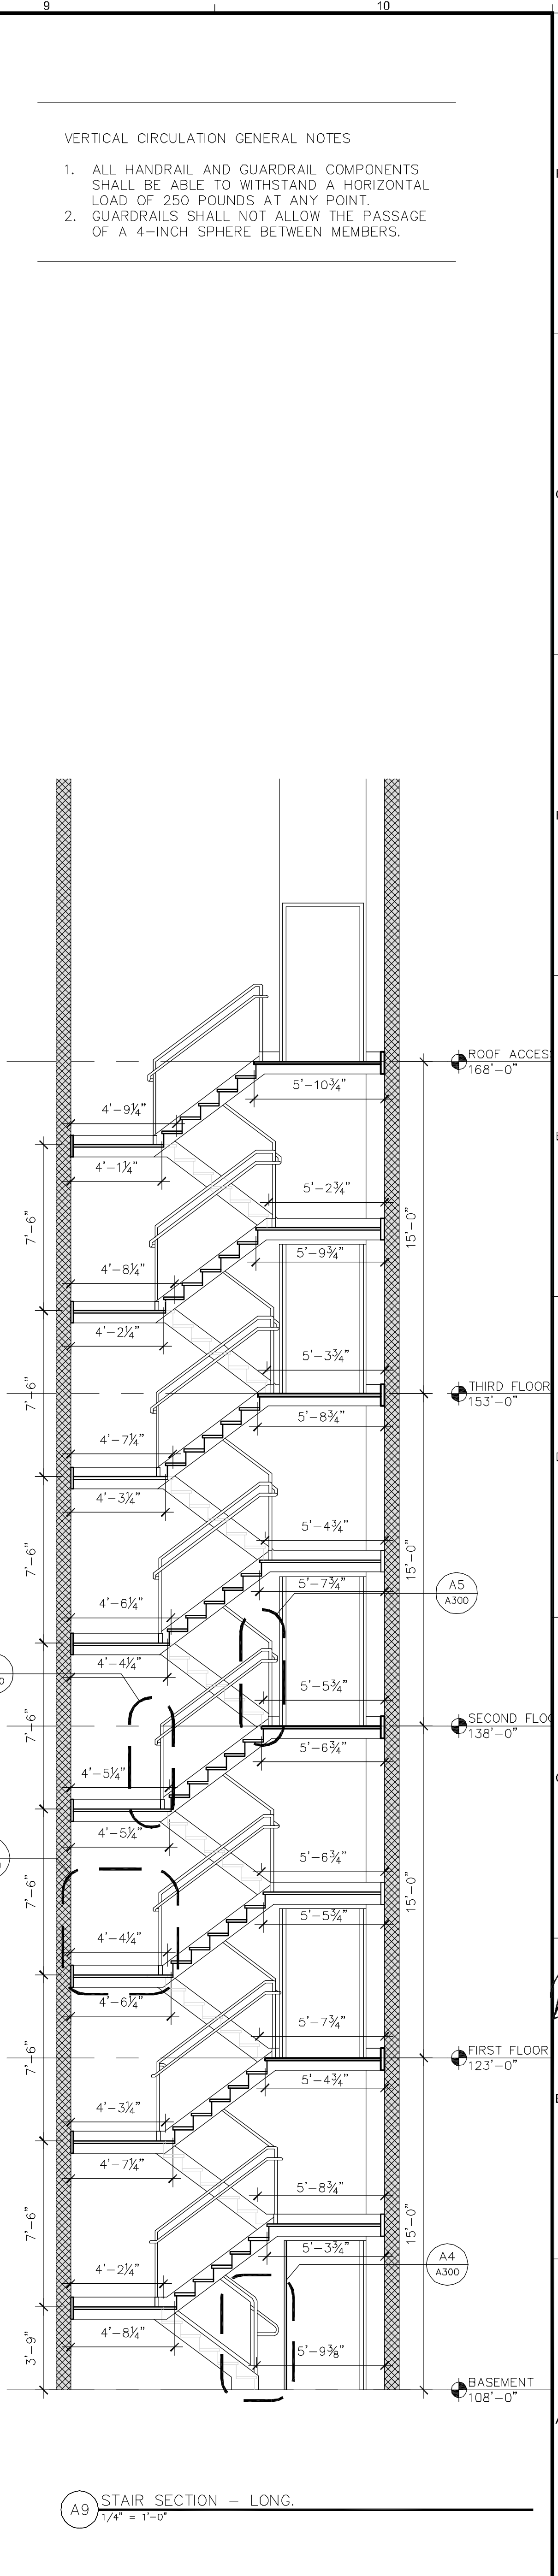 9
10
VERTICAL CIRCULATION GENERAL NOTES
1. ALL HANDRAIL AND GUARDRAIL COMPONENTS
SHALL BE ABLE TO WITHSTAND A HORIZONTAL
LOAD OF 250 POUNDS AT ANY POINT.
2. GUARDRAILS SHALL NOT ALLOW THE PASSAGE
OF A 4-INCH SPHERE BETWEEN MEMBERS.
ROOF ACCES
168'-0"
5'-10¾"
4'-9¼"
4'-1¼"
5'-2¾"
7'-6"
15'-0"
5'-9¾"
4'-8¼"
4'-2¼"
5'-3¾"
7'-6"
THIRD FLOOR
153'-0"
5'-8¾"
4'-7¼"
4'-3¼"
5'-4¾"
7'-6"
15'-0"
5'-7¾"
A5
A300
4'-6¼"
4'-4¼"
5'-5¾"
7'-6"
SECOND FLOO
138'-0"
5'-6¾"
4'-5¼"
4'-5¼"
5'-6¾"
7'-6"
15'-0"
5'-5¾"
4'-4¼"
4'-6¼"
5'-7¾"
7'-6"
FIRST FLOOR
123'-0"
5'-4¾"
4'-3¼"
4'-7¼"
5'-8¾"
7'-6"
15'-0"
5'-3¾"
A4
A300
4'-2¼"
4'-8¼"
3'-9"
5'-9⅜"
BASEMENT
108'-0"
A9
STAIR SECTION - LONG.
1/4" = 1'-0"